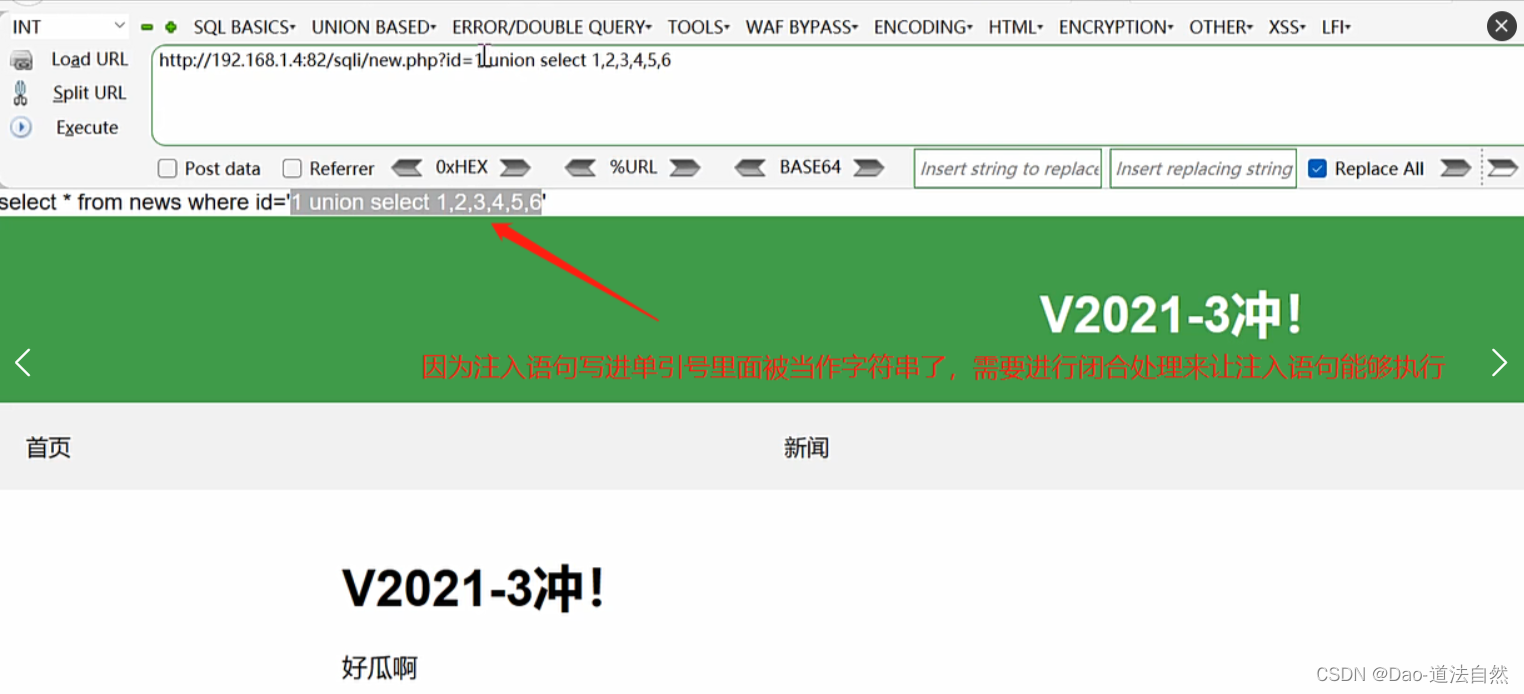 INT SQL BASICS▾ UNION BASED▾ ERROR/DOUBLE QUERY▾ TOOLS▾ WAF BYPASS▾ ENCODING▾ HTML▾ ENCRYPTION▾ OTHER▾ XSS▾ LFI▾
Load URL http://192.168.1.4:82/sqli/new.php?id=1 union select 1,2,3,4,5,6
Split URL
Execute
Post data Referrer 0xHEX %URL BASE64 Insert string to replace Insert replacing string Replace All
select * from news where id='1 union select 1,2,3,4,5,6'
V2021-3冲！
因为注入语句写进单引号里面被当作字符串了，需要进行闭合处理来让注入语句能够执行
首页 新闻
V2021-3冲！
好瓜啊
CSDN @Dao-道法自然